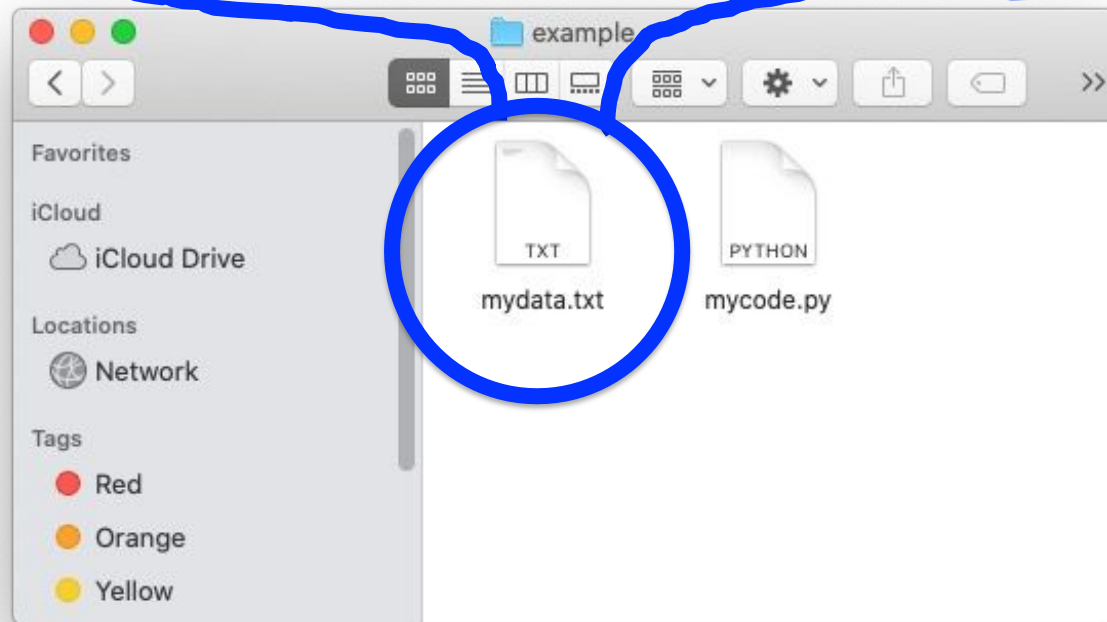 example
Favorites
iCloud
iCloud Drive
Locations
Network
Tags
Red
Orange
Yellow
TXT
mydata.txt
PYTHON
mycode.py